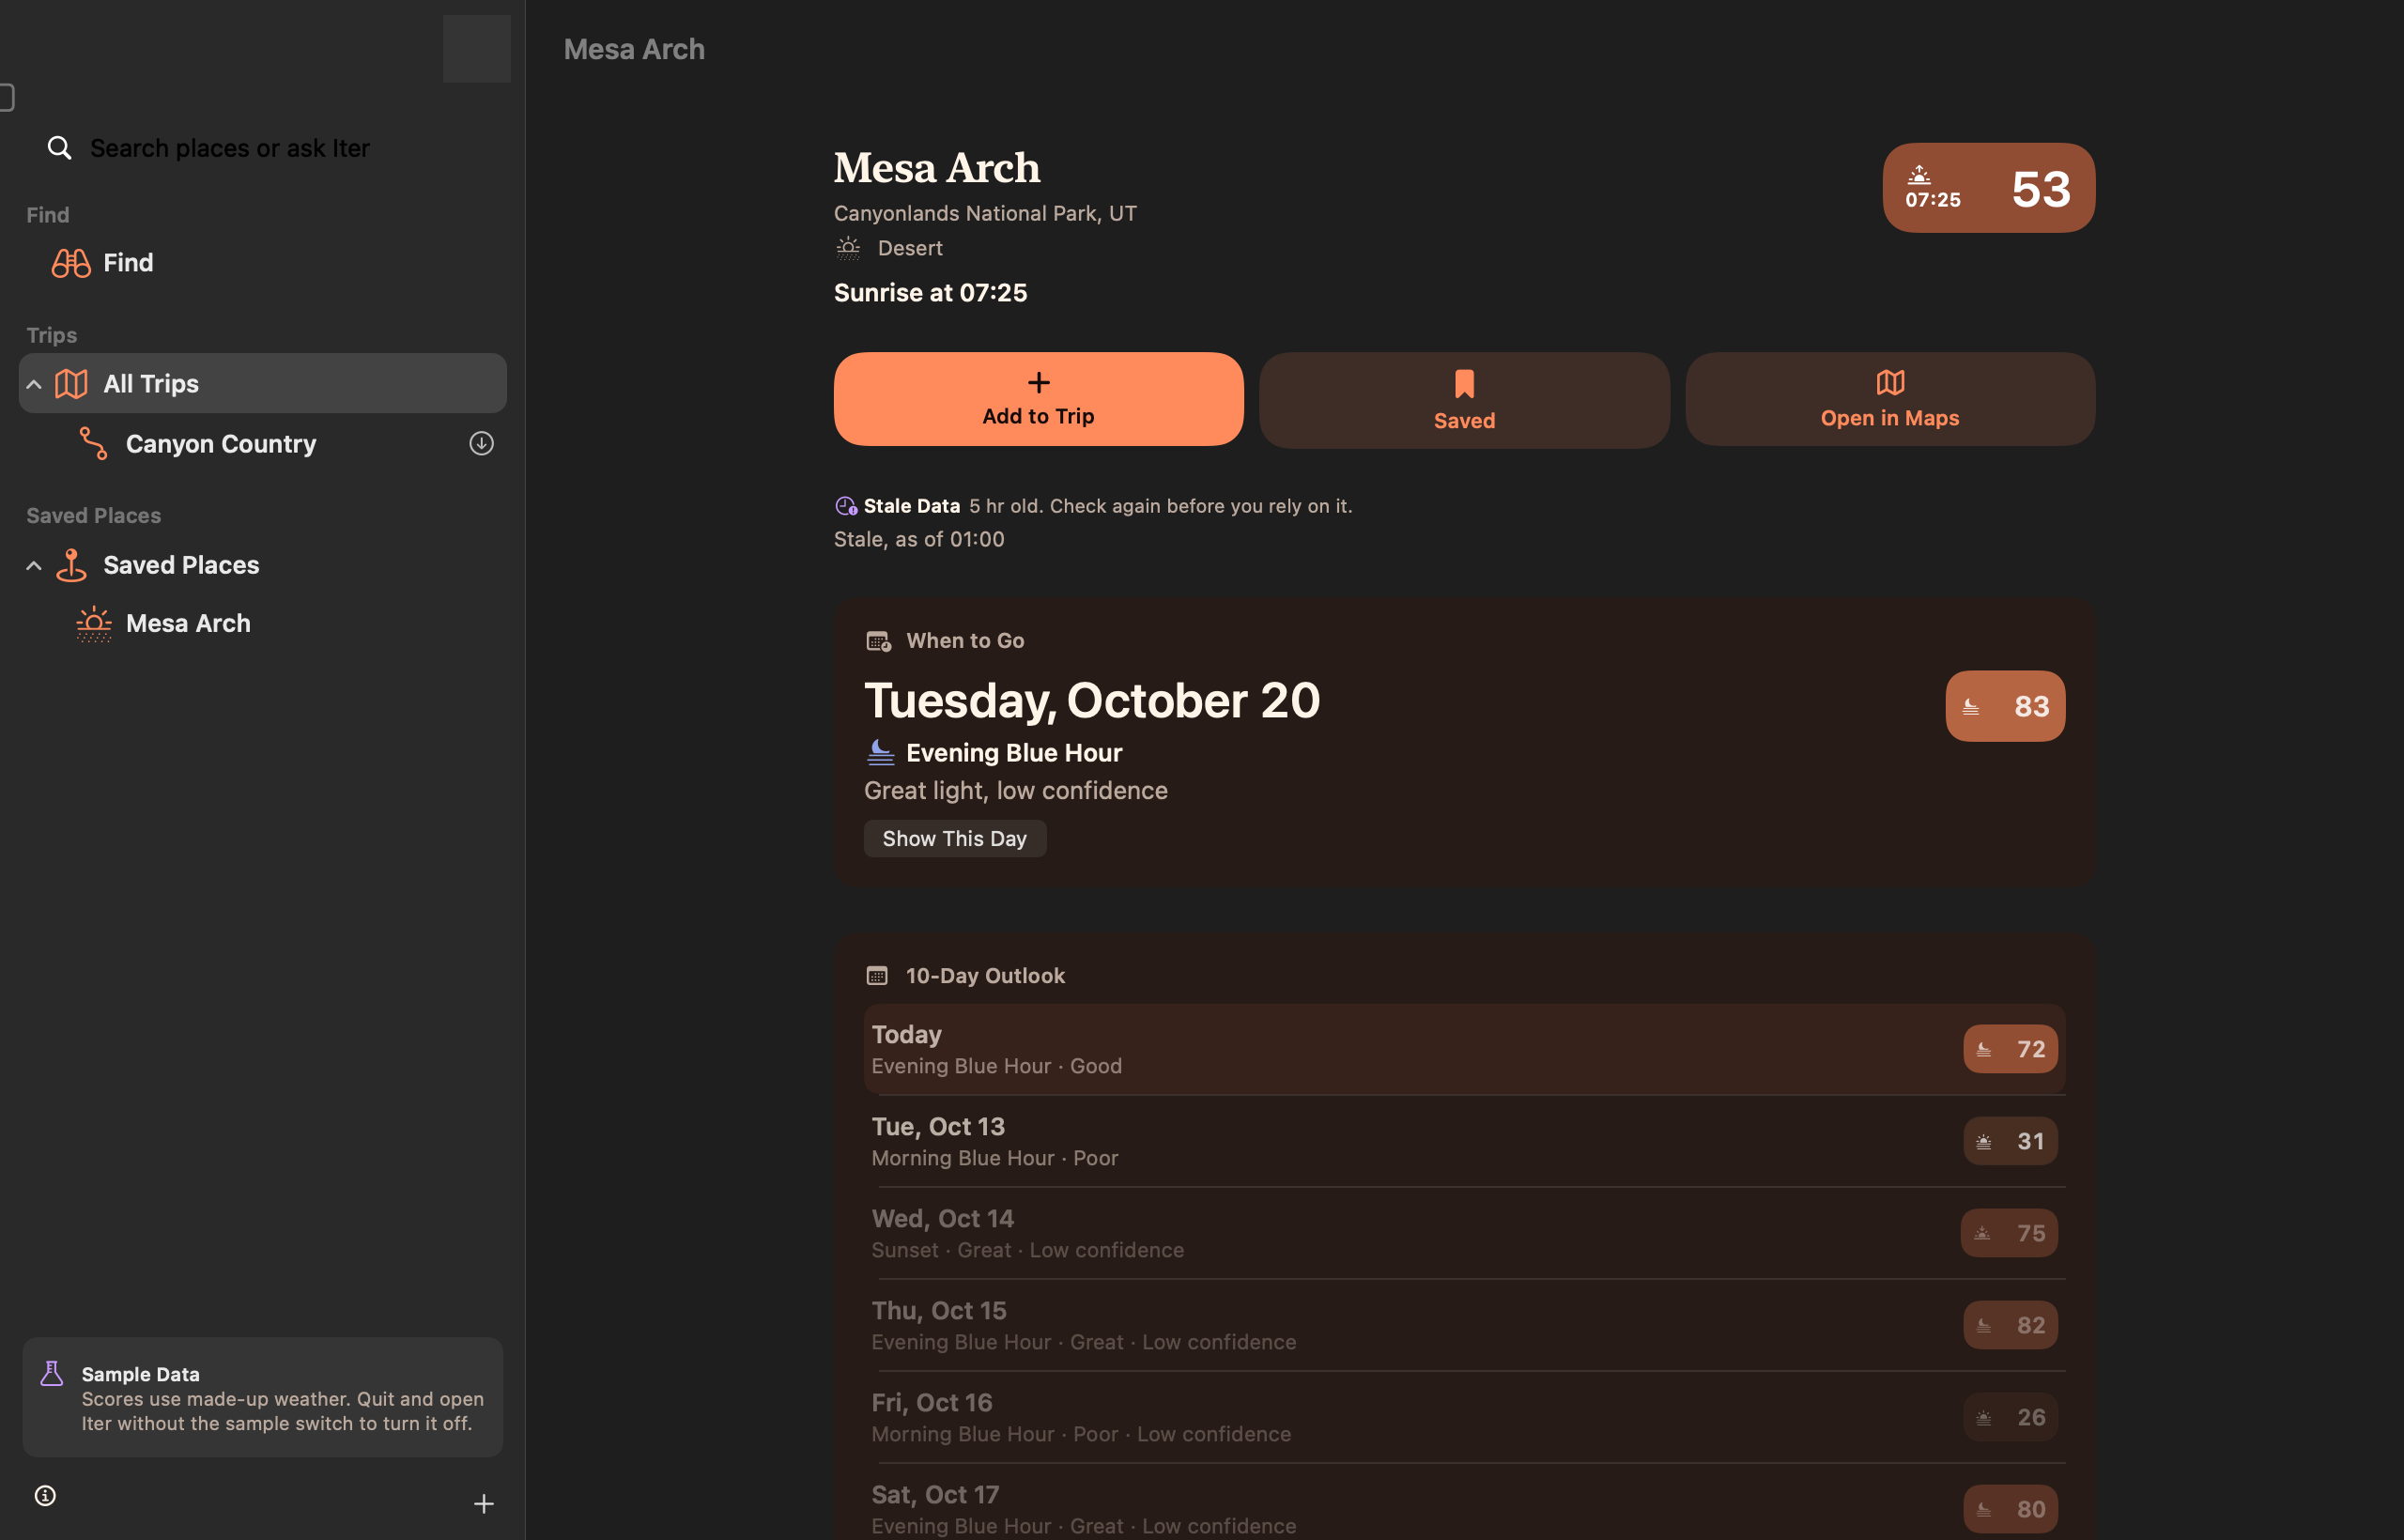 Mesa Arch
Search places or ask Iter
Find
Find
Trips
All Trips
Canyon Country
Saved Places
Saved Places
Mesa Arch
Sample Data
Scores use made-up weather. Quit and open
Iter without the sample switch to turn it off.
Mesa Arch
Canyonlands National Park, UT
Desert
Sunrise at 07:25
07:25
53
Add to Trip
Saved
Open in Maps
Stale Data 5 hr old. Check again before you rely on it.
Stale, as of 01:00
When to Go
Tuesday, October 20
83
Evening Blue Hour
Great light, low confidence
Show This Day
10-Day Outlook
Today
Evening Blue Hour · Good
72
Tue, Oct 13
Morning Blue Hour · Poor
31
Wed, Oct 14
Sunset · Great · Low confidence
75
Thu, Oct 15
Evening Blue Hour · Great · Low confidence
82
Fri, Oct 16
Morning Blue Hour · Poor · Low confidence
26
Sat, Oct 17
Evening Blue Hour · Great · Low confidence
80